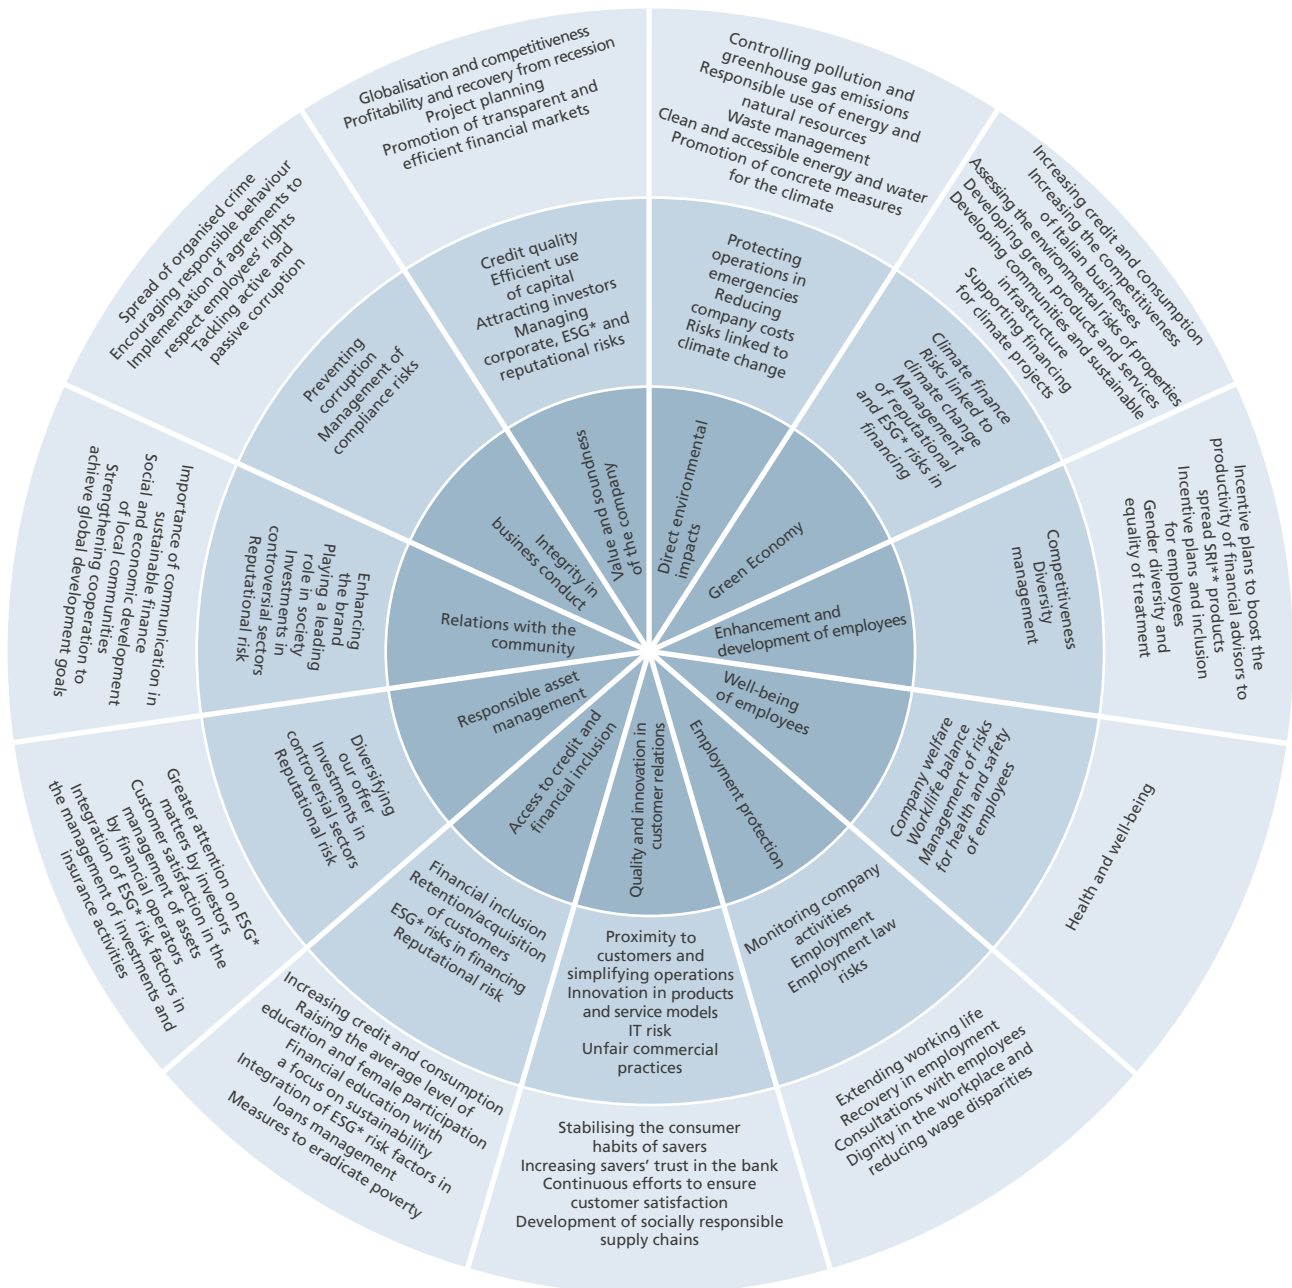 Direct environmental
impacts
Protecting
operations in
emergencies
Reducing
company costs
Risks linked to
climate change
Controlling pollution and
greenhouse gas emissions
Responsible use of energy and
natural resources
Waste management
Clean and accessible energy and water
Promotion of concrete measures
for the climate
Green Economy
Climate finance
Risks linked to
climate change
Management
of reputational
and ESG* risks in
financing
Increasing credit and consumption
Increasing the competitiveness
of Italian businesses
Assessing the environmental risks of properties
Developing green products and services
Developing communities and sustainable
infrastructure
Supporting financing
for climate projects
Enhancement and
development of employees
Competitiveness
Diversity
management
Incentive plans to boost the
productivity of financial advisors to
spread SRI** products
Incentive plans and inclusion
for employees
Gender diversity and
equality of treatment
Well-being
of employees
Company welfare
Work/life balance
Management of risks
for health and safety
of employees
Health and well-being
Employment protection
Monitoring company
activities
Employment
Employment law
risks
Extending working life
Recovery in employment
Consultations with employees
Dignity in the workplace and
reducing wage disparities
Quality and innovation in
customer relations
Proximity to
customers and
simplifying operations
Innovation in products
and service models
IT risk
Unfair commercial
practices
Stabilising the consumer
habits of savers
Increasing savers' trust in the bank
Continuous efforts to ensure
customer satisfaction
Development of socially responsible
supply chains
Access to credit and
financial inclusion
Financial inclusion
Retention/acquisition
of customers
ESG* risks in financing
Reputational risk
Increasing credit and consumption
Raising the average level of
education and female participation
Financial education with
a focus on sustainability
Integration of ESG* risk factors in
loans management
Measures to eradicate poverty
Responsible asset
management
Diversifying
our offer
Investments in
controversial sectors
Reputational risk
Greater attention on ESG*
matters by investors
Customer satisfaction in the
management of assets
by financial operators
Integration of ESG* risk factors in
the management of investments and
insurance activities
Relations with the
community
Enhancing
the brand
Playing a leading
role in society
Investments in
controversial sectors
Reputational risk
Importance of communication in
sustainable finance
Social and economic development
of local communities
Strengthening cooperation to
achieve global development goals
Integrity in
business conduct
Preventing
corruption
Management of
compliance risks
Spread of organised crime
Encouraging responsible behaviour
Implementation of agreements to
respect employees' rights
Tackling active and
passive corruption
Value and soundness
of the company
Credit quality
Efficient use
of capital
Attracting investors
Managing
corporate, ESG* and
reputational risks
Globalisation and competitiveness
Profitability and recovery from recession
Project planning
Promotion of transparent and
efficient financial markets